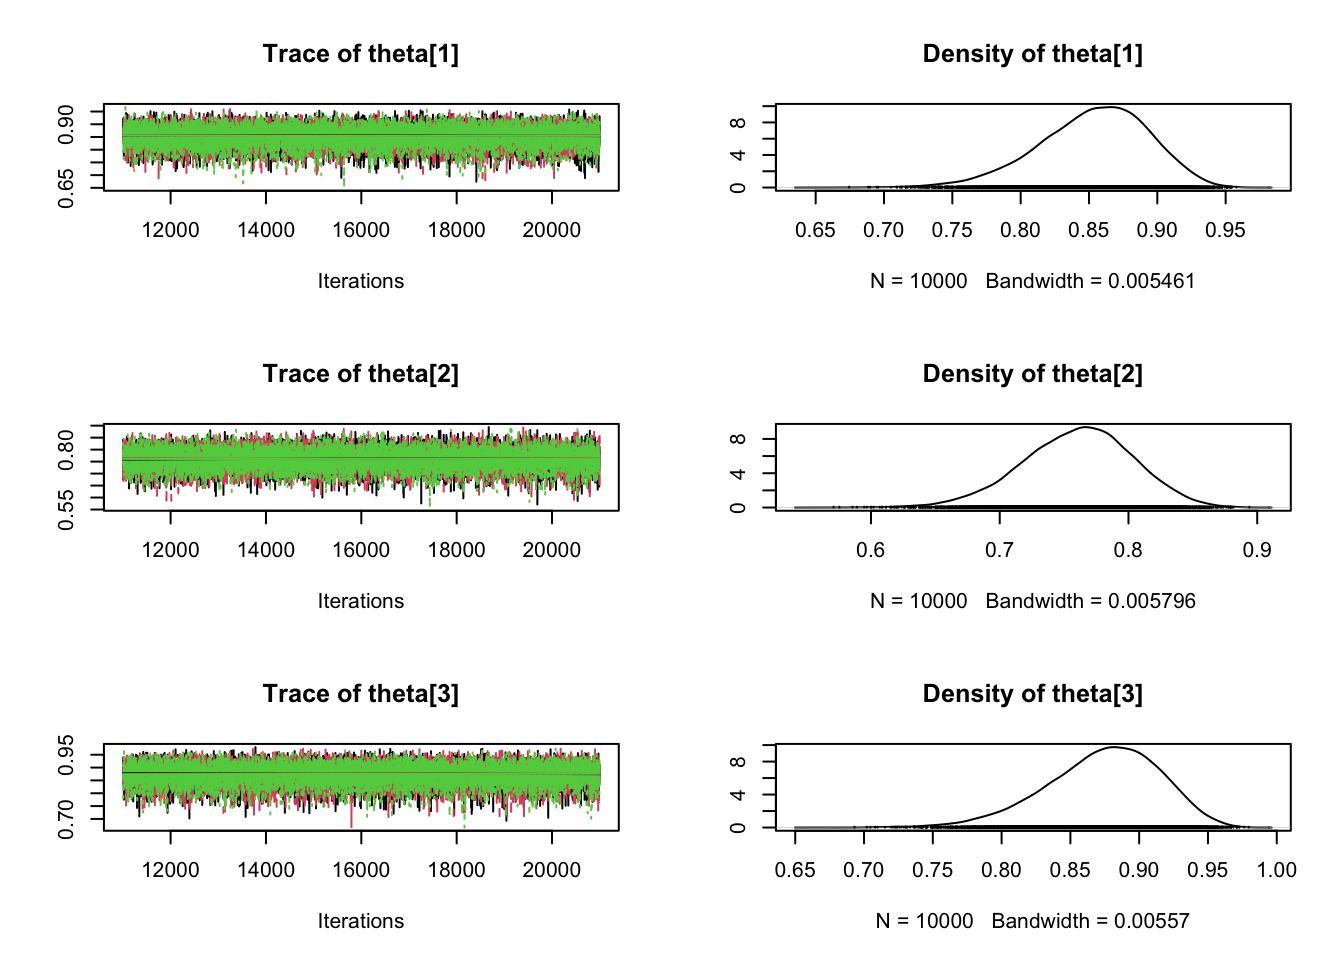 Trace of theta[1]
0.65 0.90
12000 14000 16000 18000 20000
Iterations
Density of theta[1]
0 4 8
0.65 0.70 0.75 0.80 0.85 0.90 0.95
N = 10000 Bandwidth = 0.005461
Trace of theta[2]
0.55 0.80
12000 14000 16000 18000 20000
Iterations
Density of theta[2]
0 4 8
0.6 0.7 0.8 0.9
N = 10000 Bandwidth = 0.005796
Trace of theta[3]
0.70 0.95
12000 14000 16000 18000 20000
Iterations
Density of theta[3]
0 4 8
0.65 0.70 0.75 0.80 0.85 0.90 0.95 1.00
N = 10000 Bandwidth = 0.00557